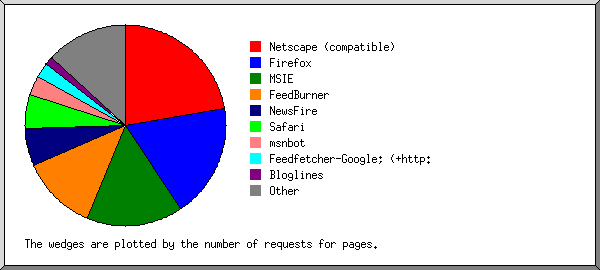 Netscape (compatible)
Firefox
MSIE
FeedBurner
NewsFire
Safari
msnbot
Feedfetcher-Google; (+http:
Bloglines
Other
The wedges are plotted by the number of requests for pages.